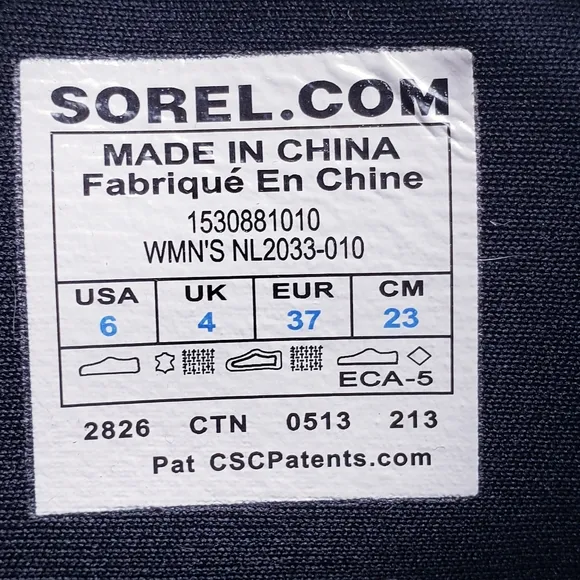 SOREL.COM
MADE IN CHINA
Fabriqué En Chine
1530881010
WMN'S NL2033-010
USA UK EUR CM
6 4 37 23
ECA-5
2826 CTN 0513 213
Pat CSCPatents.com